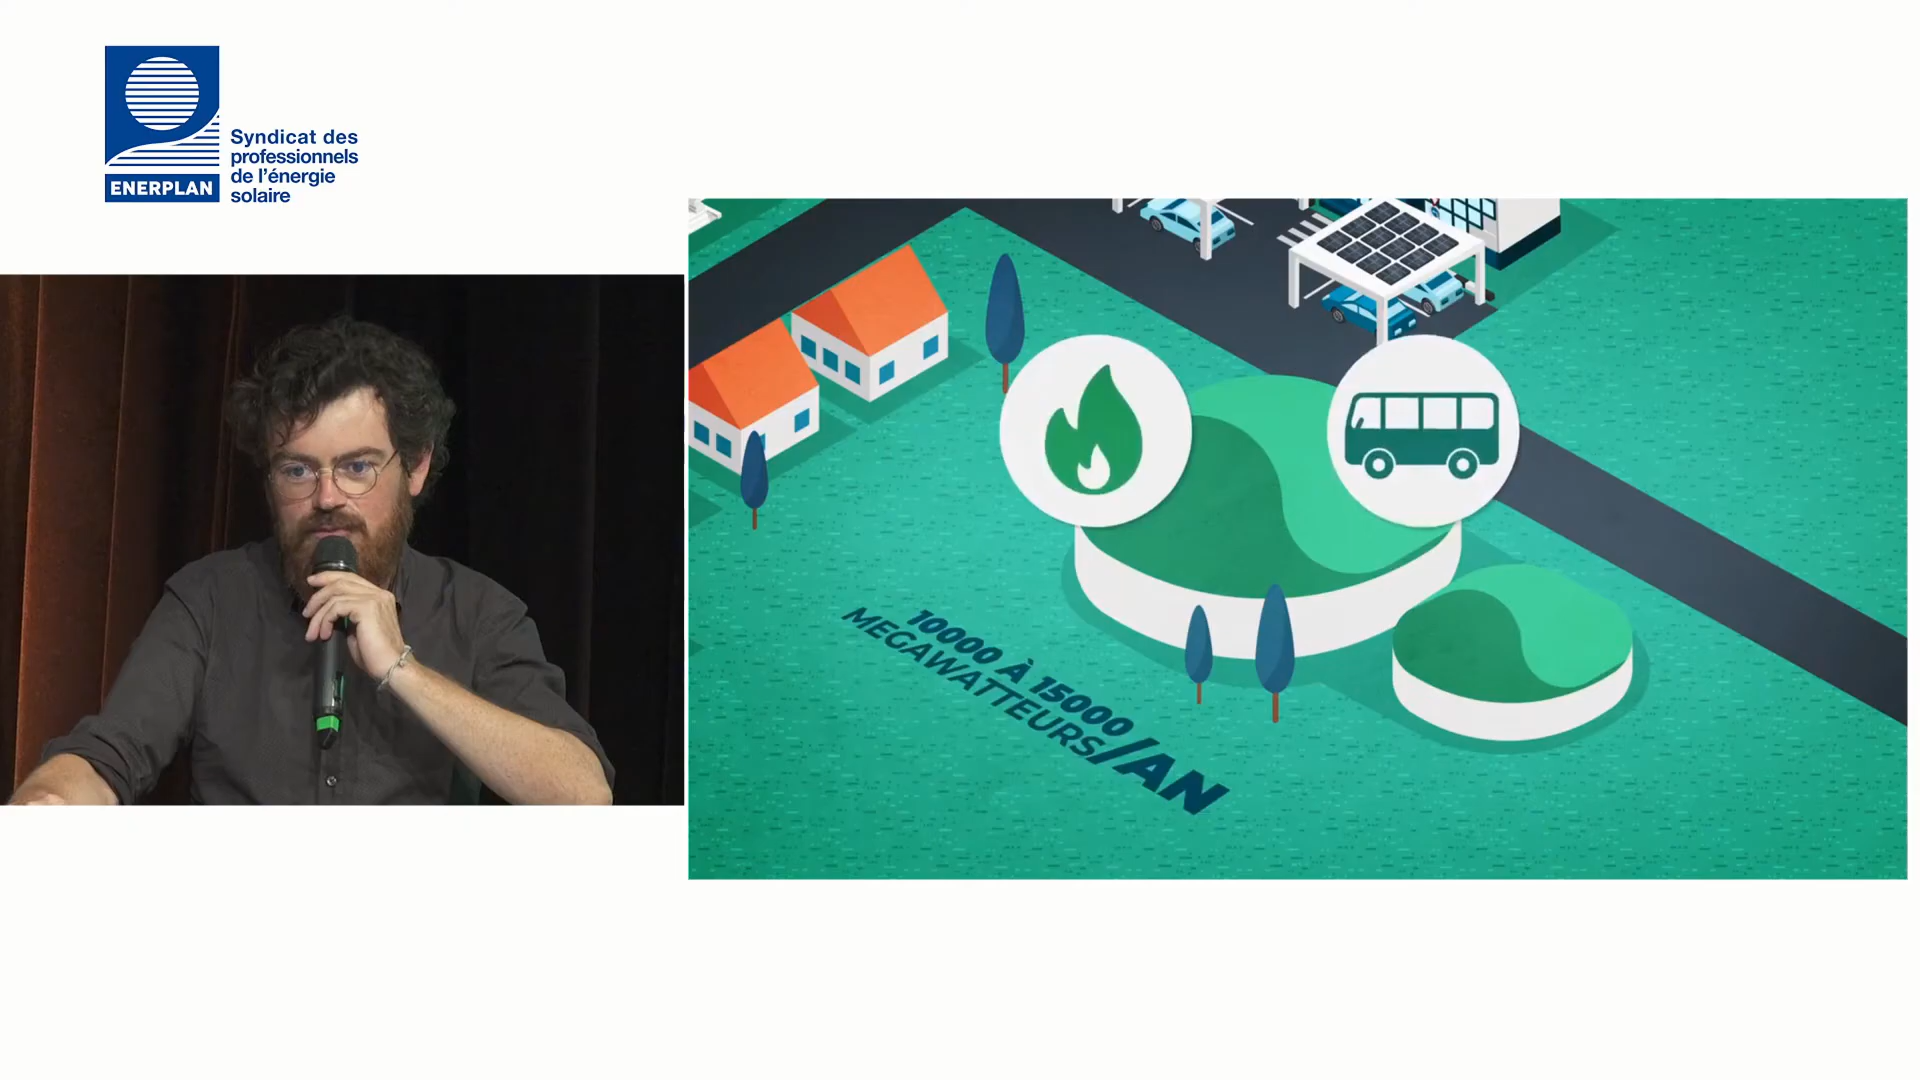 Syndicat des
professionnels
de l'énergie
solaire
ENERPLAN
10000 À 15000
MEGAWATTEURS/AN